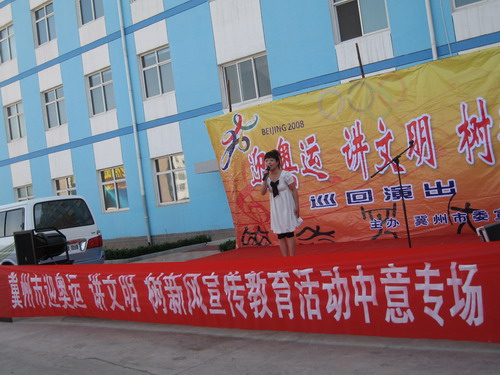 BEIJING 2008
迎奥运 讲文明 树
巡回演出
主办 冀州市委
冀州市迎奥运 讲文明 树新风宣传教育活动中意专场